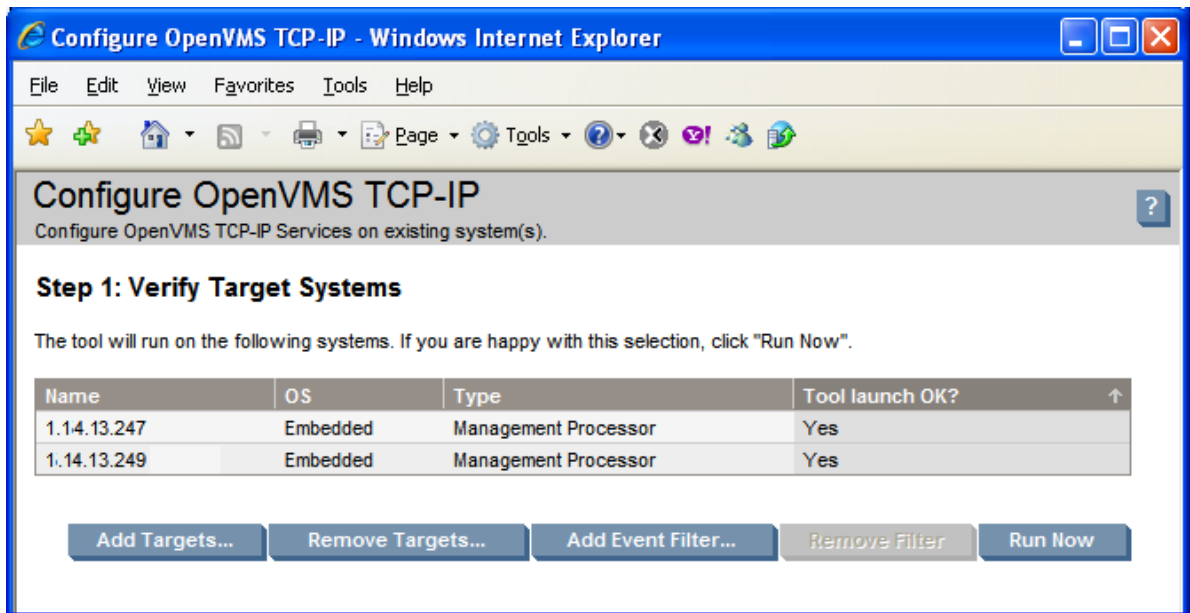 Configure OpenVMS TCP-IP - Windows Internet Explorer
File Edit View Favorites Tools Help
Page Tools
Configure OpenVMS TCP-IP
?
Configure OpenVMS TCP-IP Services on existing system(s).
Step 1: Verify Target Systems
The tool will run on the following systems. If you are happy with this selection, click "Run Now".
Name OS Type Tool launch OK?
1.14.13.247 Embedded Management Processor Yes
1.14.13.249 Embedded Management Processor Yes
Add Targets... Remove Targets... Add Event Filter... Remove Filter Run Now